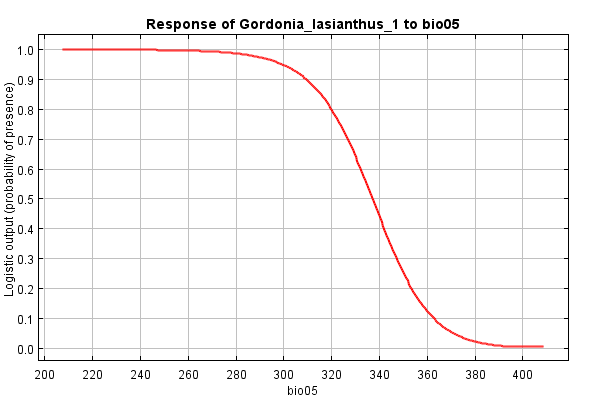 Response of Gordonia_lasianthus_1 to bio05
Logistic output (probability of presence)
1.0
0.9
0.8
0.7
0.6
0.5
0.4
0.3
0.2
0.1
0.0
200 220 240 260 280 300 320 340 360 380 400
bio05